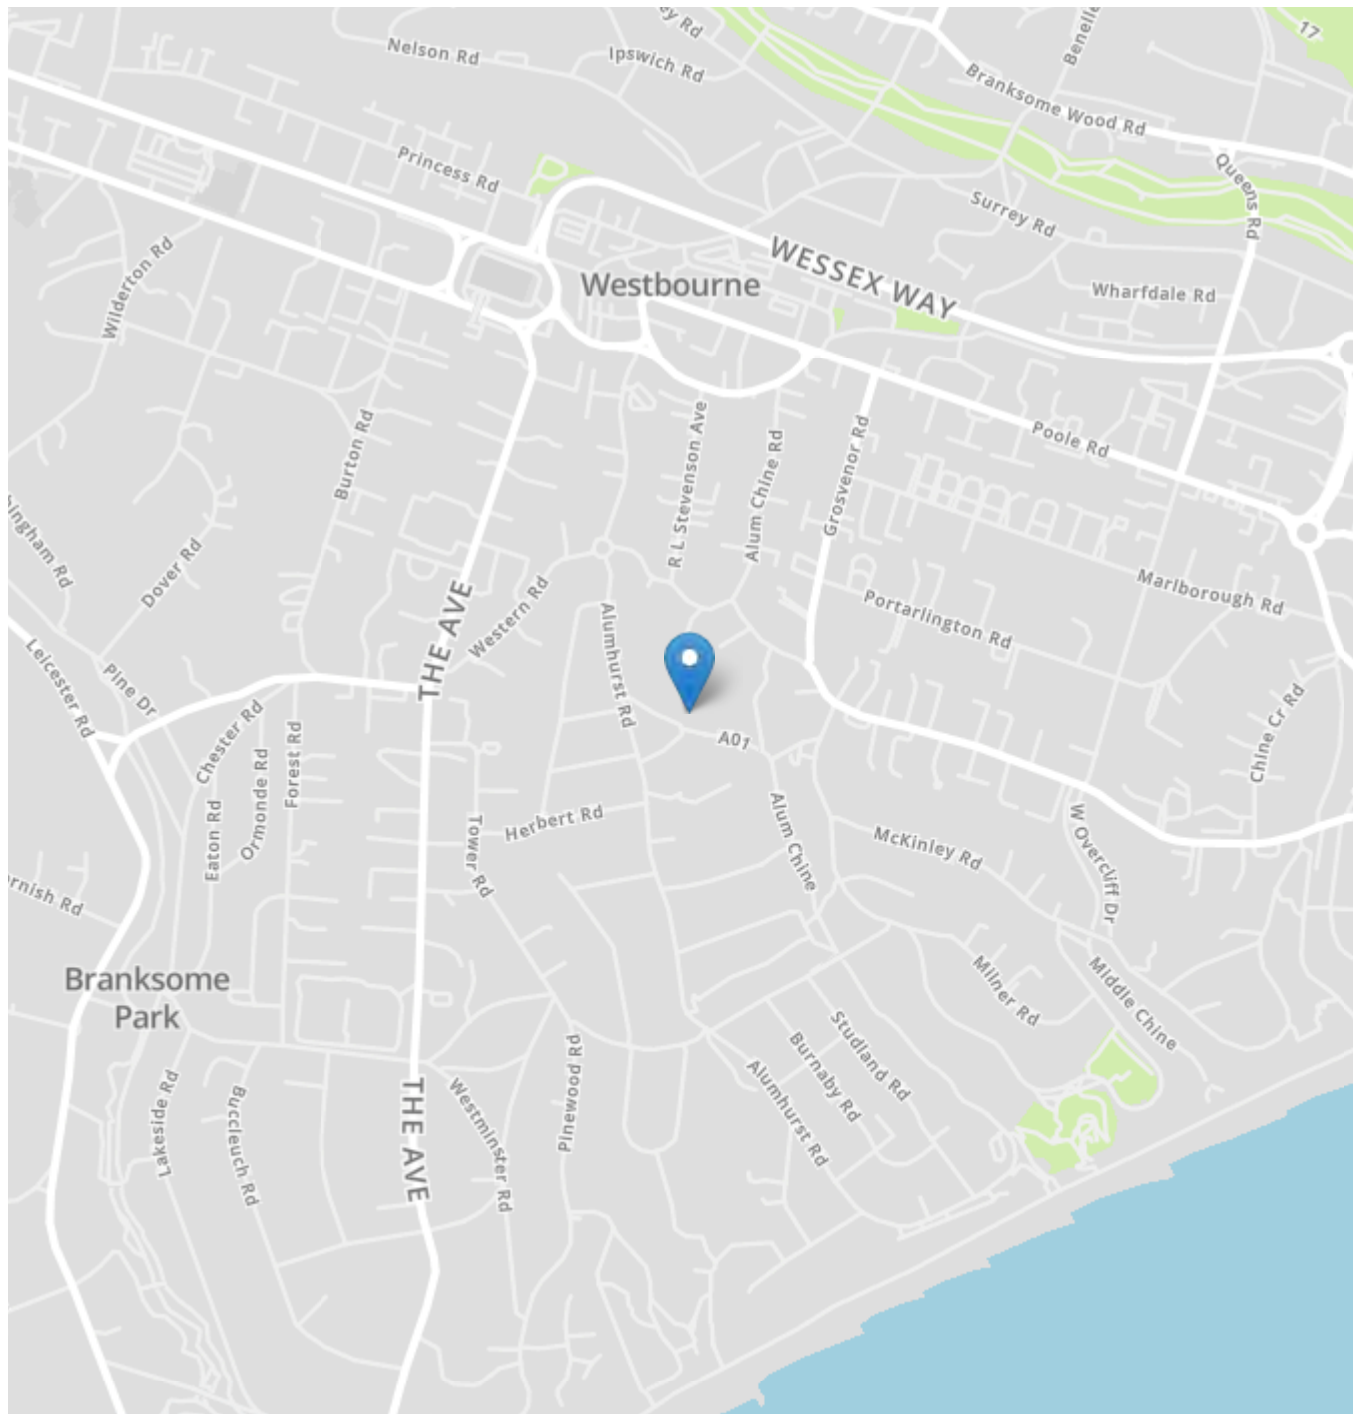 17
Nelson Rd
Ipswich Rd
Branksome Wood Rd
Princess Rd
Queens Rd
Surrey Rd
Wilderton Rd
Westbourne
WESSEX WAY
Wharfdale Rd
Burton Rd
R L Stevenson Ave
Alum Chine Rd
Grosvenor Rd
Poole Rd
Dover Rd
Western Rd
THE AVE
Portarlington Rd
Marlborough Rd
Leicester Rd
Pine Dr
Alumhurst Rd
Chester Rd
Ormonde Rd
Forest Rd
A01
Chine Cr Rd
Eaton Rd
Tower Rd
Herbert Rd
Alum Chine
McKinley Rd
W Overcliff Dr
Branksome
Park
Milner Rd
Middle Chine
Lakeside Rd
Buccleuch Rd
THE AVE
Westminster Rd
Pinewood Rd
Alumhurst Rd
Burnaby Rd
Studland Rd